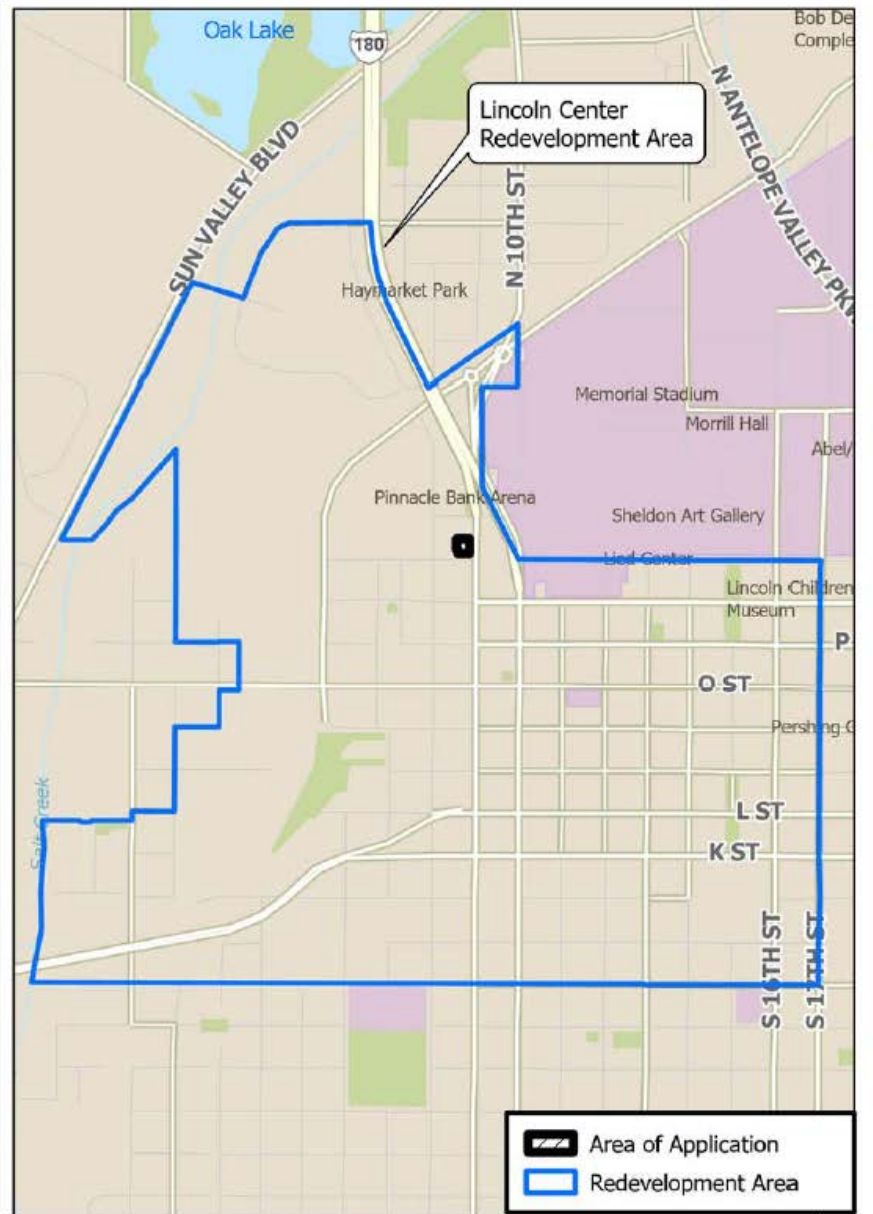 Oak Lake
180
Bob De
Comple
Lincoln Center
Redevelopment Area
SUN VALLEY BLVD
N 10TH ST
N ANTELOPE VALLEY PKW
Haymarket Park
Memorial Stadium
Morrill Hall
Abel/
Pinnacle Bank Arena
Sheldon Art Gallery
Lied Center
Lincoln Children
Museum
P
O ST
Pershing C
Salt Creek
L ST
K ST
S 16TH ST
S 17TH ST
Area of Application
Redevelopment Area